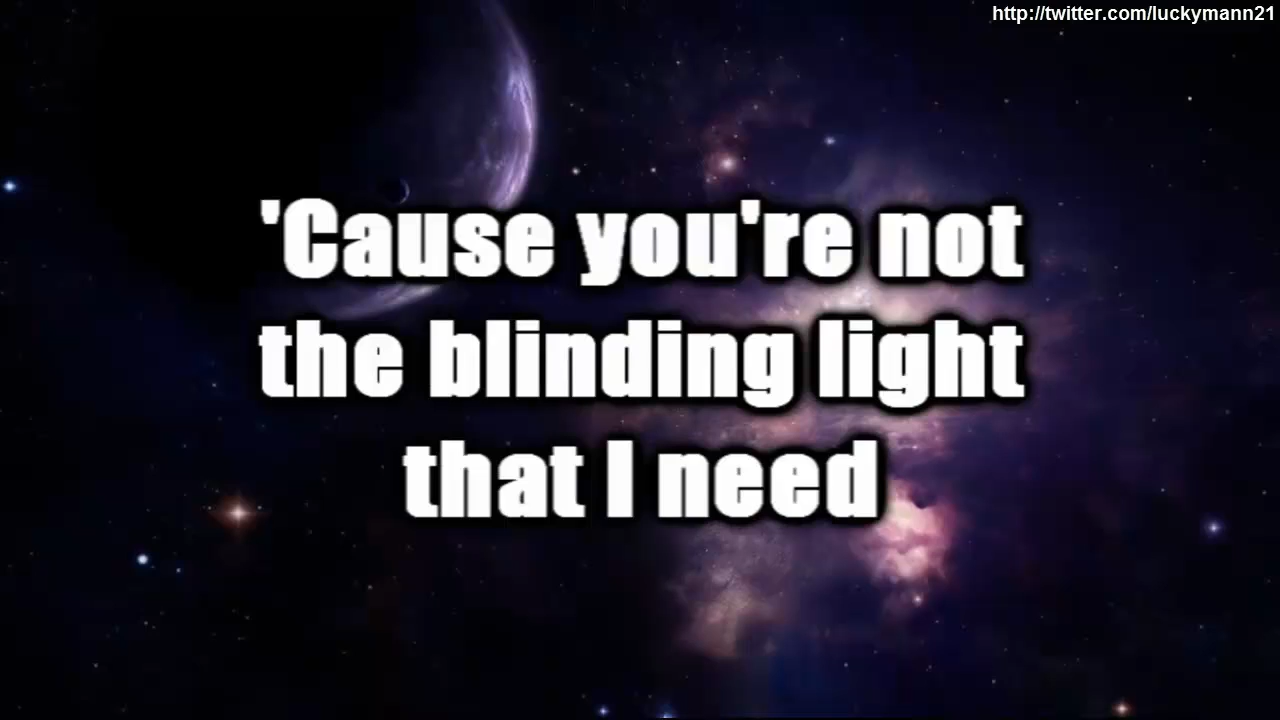 http://twitter.com/luckymann21
'Cause you're not
the blinding light
that I need